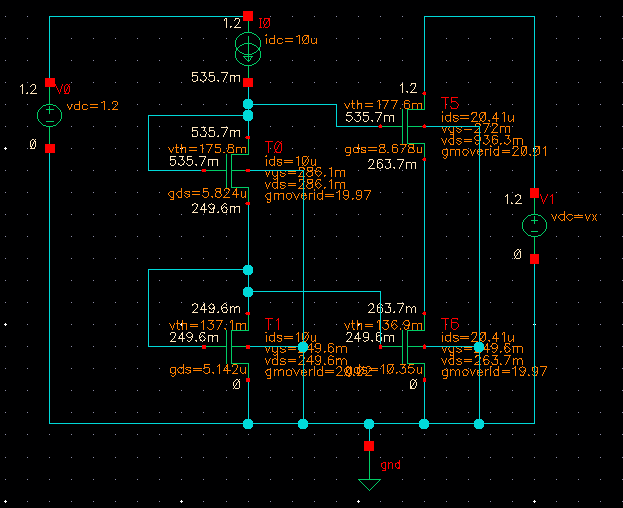 1.2
I0
idc=10u
535.7m
1.2
V0
vdc=1.2
0
1.2
T5
vth=177.6m
535.7m
ids=20.41u
vgs=272m
vds=936.3m
gmoverid=20.91
gds=8.678u
263.7m
535.7m
T0
vth=175.8m
535.7m
ids=10u
vgs=286.1m
vds=286.1m
gmoverid=19.97
gds=5.824u
249.6m
1.2
V1
vdc=vx
0
249.6m
T1
vth=137.1m
249.6m
ids=10u
vgs=249.6m
vds=249.6m
gds=5.142u
0
263.7m
T6
vth=136.9m
249.6m
ids=20.41u
vgs=249.6m
vds=263.7m
gmoverid=19.97
gds=10.35u
0
gnd